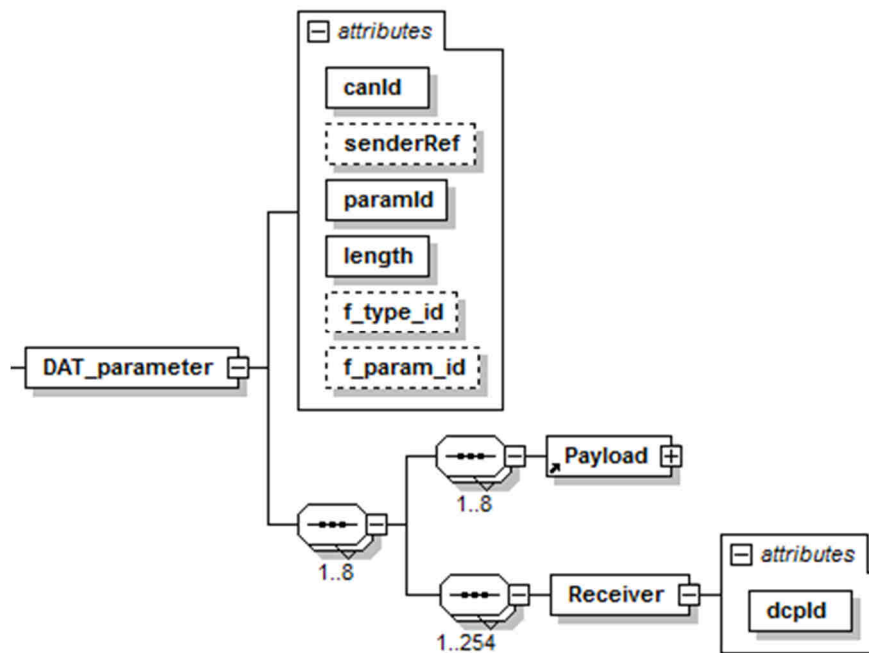 attributes
canId
senderRef
paramId
length
f_type_id
f_param_id
DAT_parameter
Payload
1..8
1..8
attributes
Receiver
dcpId
1..254